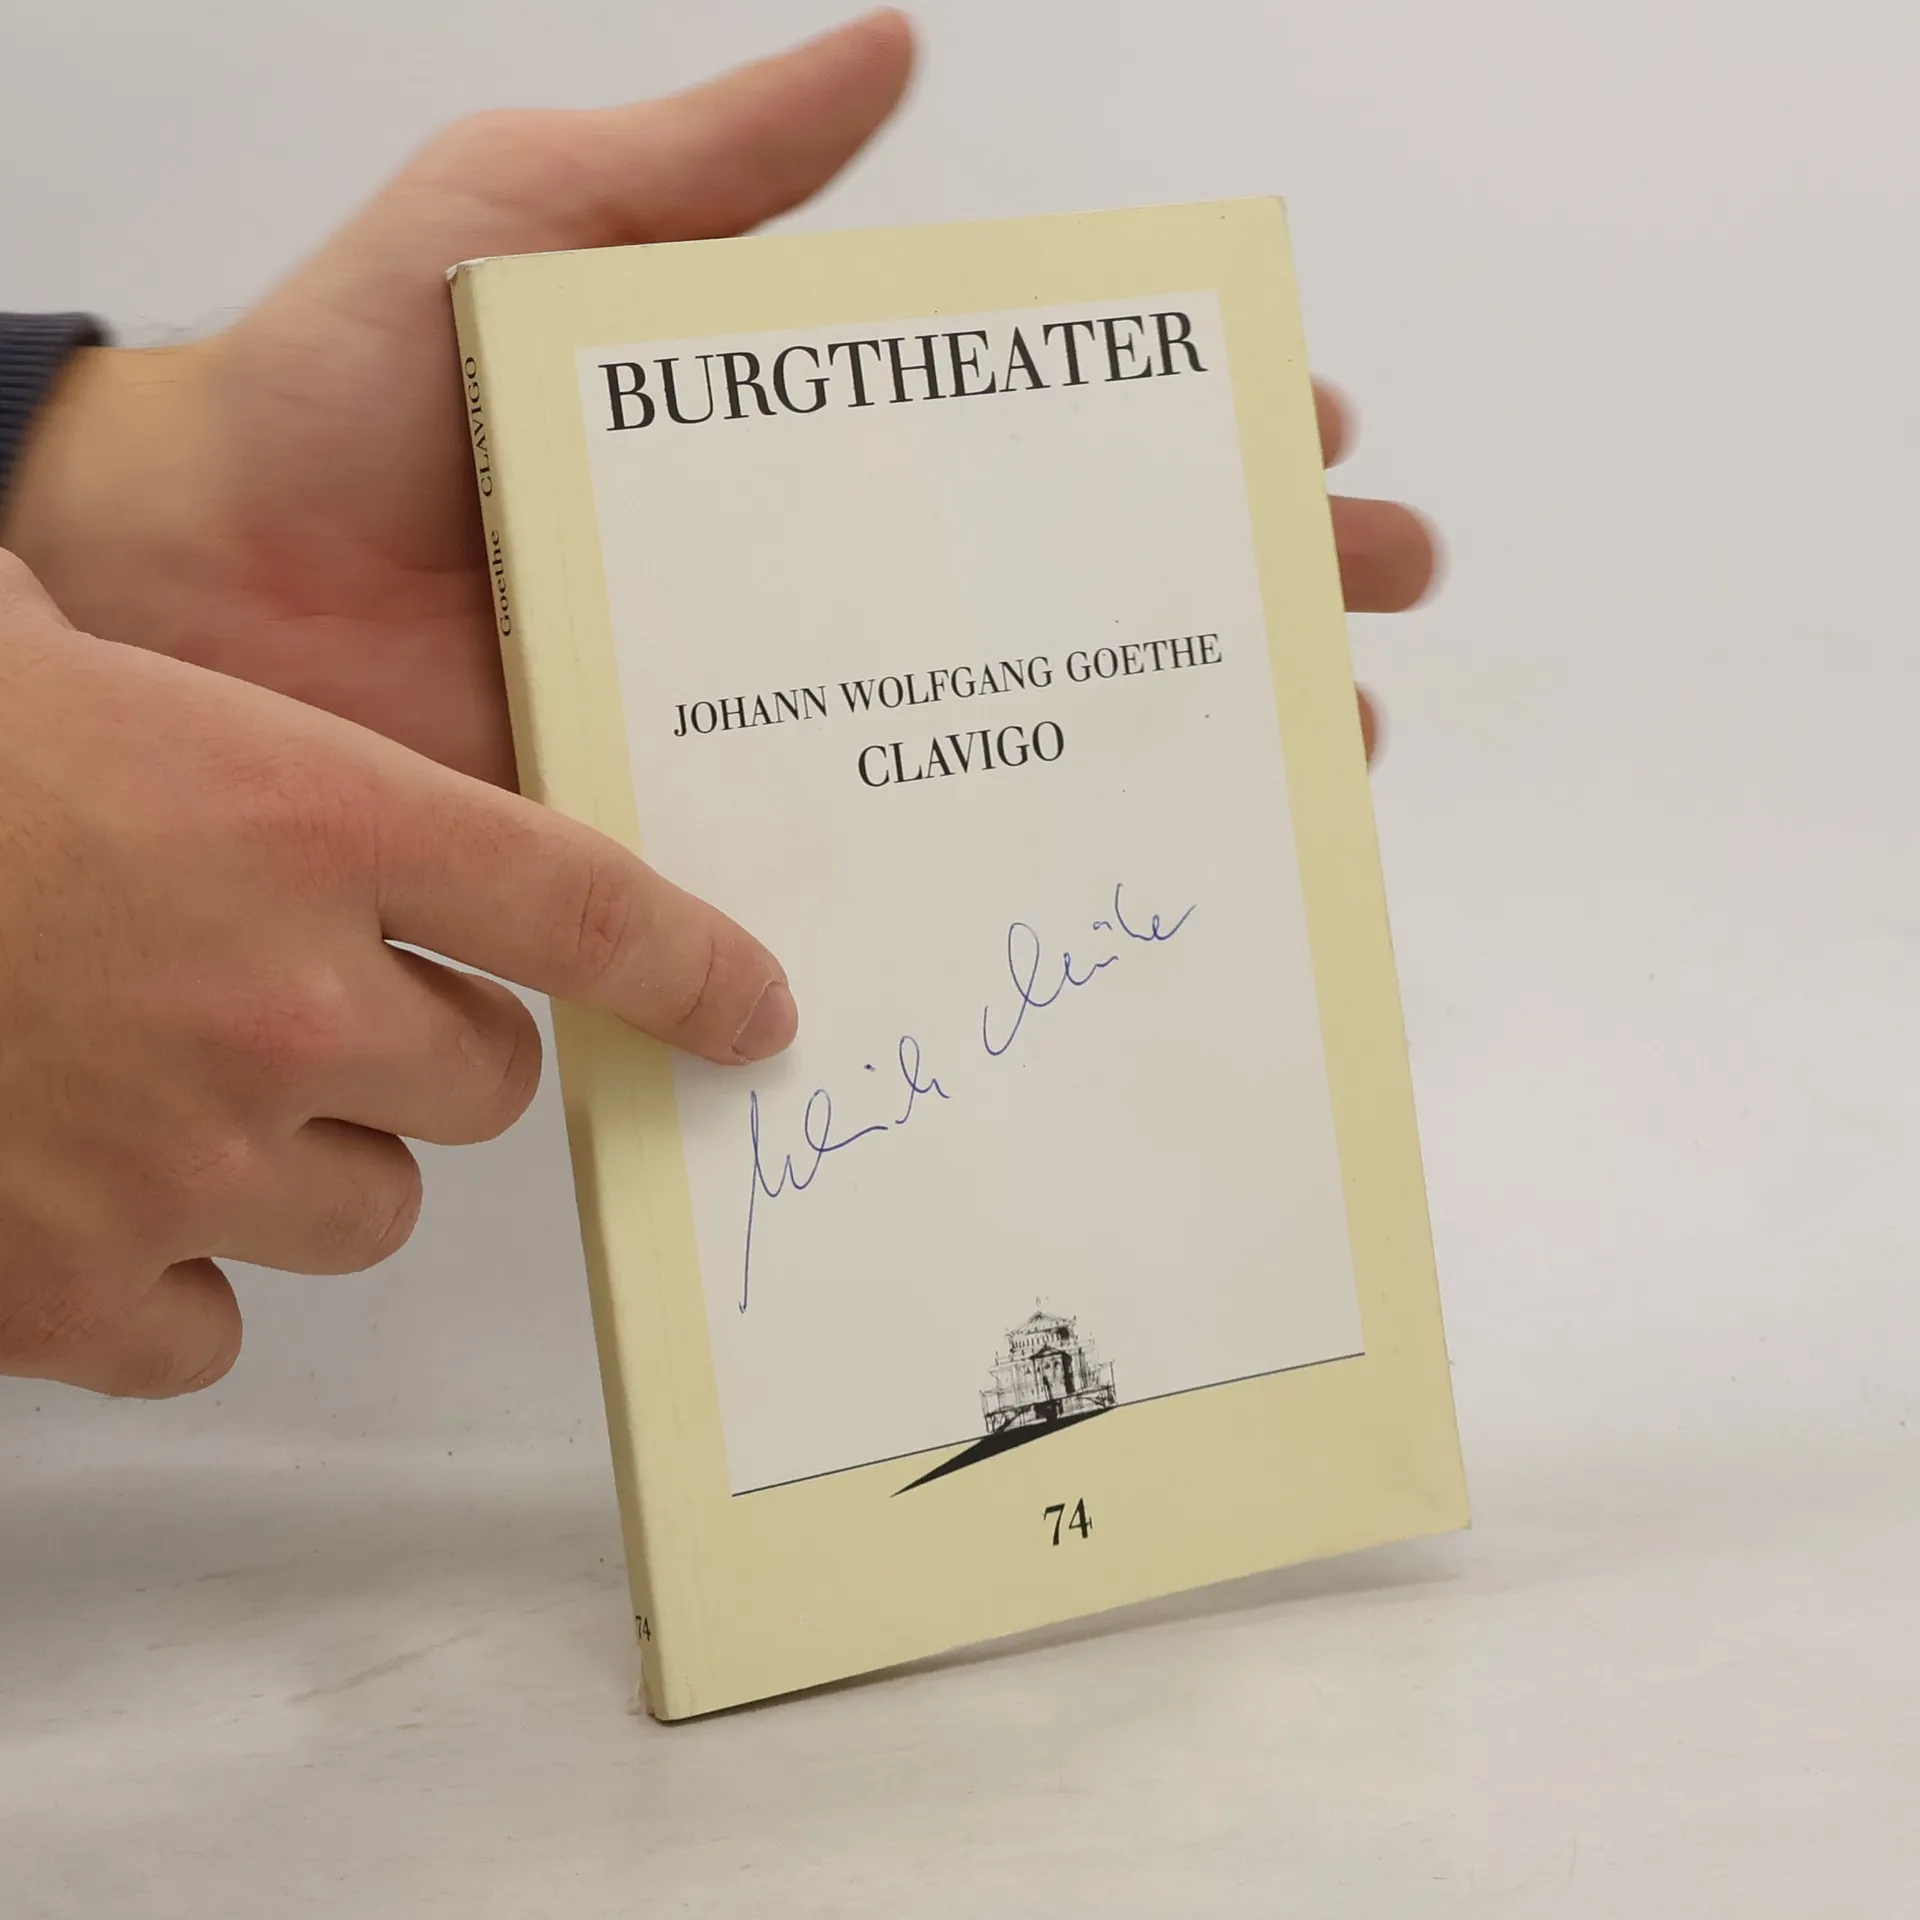 BURGTHEATER
JOHANN WOLFGANG GOETHE
CLAVIGO
74
Goethe CLAVIGO
74